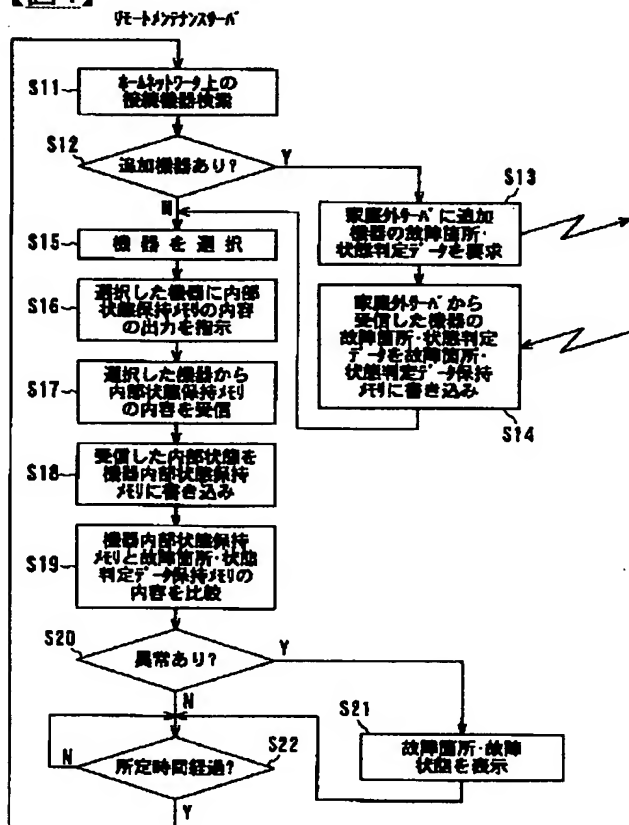 リモートメンテナンスサーバ
S11
ホームネットワーク上の
接続機器検索
S12
追加機器あり?
Y
N
S13
家庭外サーバに追加
機器の故障箇所・
状態判定データを要求
S14
家庭外サーバから
受信した機器の
故障箇所・状態判定
データを故障箇所・
状態判定データ保持
メモリに書き込み
S15
機器を選択
S16
選択した機器に内部
状態保持メモリの内容
の出力を指示
S17
選択した機器から
内部状態保持メモリ
の内容を受信
S18
受信した内部状態を
機器内部状態保持
メモリに書き込み
S19
機器内部状態保持
メモリと故障箇所・状態
判定データ保持メモリの
内容を比較
S20
異常あり?
Y
N
S21
故障箇所・故障
状態を表示
S22
所定時間経過?
N
Y